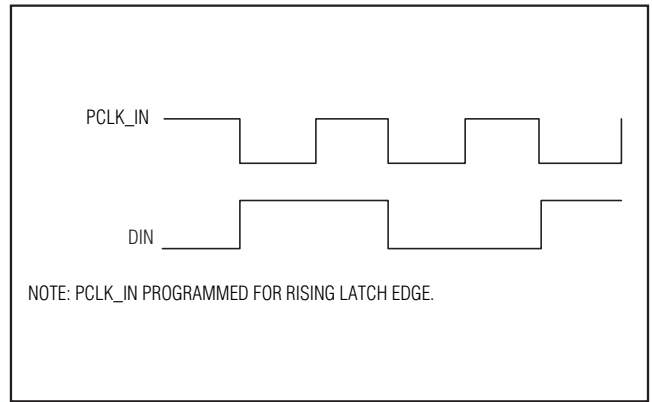 PCLK_IN
DIN
NOTE: PCLK_IN PROGRAMMED FOR RISING LATCH EDGE.